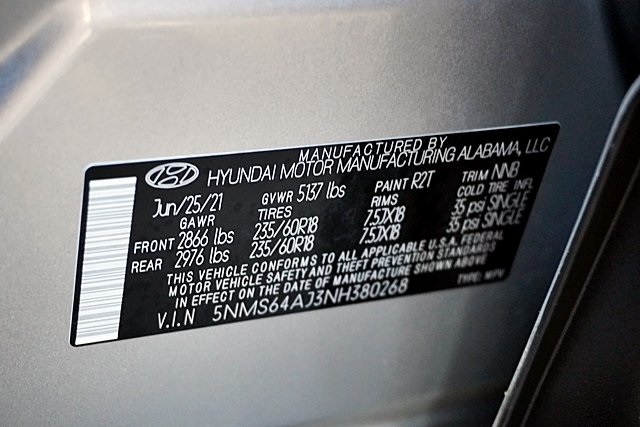 MANUFACTURED BY
HYUNDAI MOTOR MANUFACTURING ALABAMA, LLC
Jun/25/21 GVWR 5137 lbs PAINT R2T TRIM NNB
GAWR TIRES RIMS COLD TIRE INFL
FRONT 2866 lbs 235/60R18 7.5JX18 35 psi SINGLE
REAR 2976 lbs 235/60R18 7.5JX18 35 psi SINGLE
THIS VEHICLE CONFORMS TO ALL APPLICABLE U.S.A. FEDERAL
MOTOR VEHICLE SAFETY AND THEFT PREVENTION STANDARDS
IN EFFECT ON THE DATE OF MANUFACTURE SHOWN ABOVE
V.I.N 5NMS64AJ3NH380268 TYPE: MPV